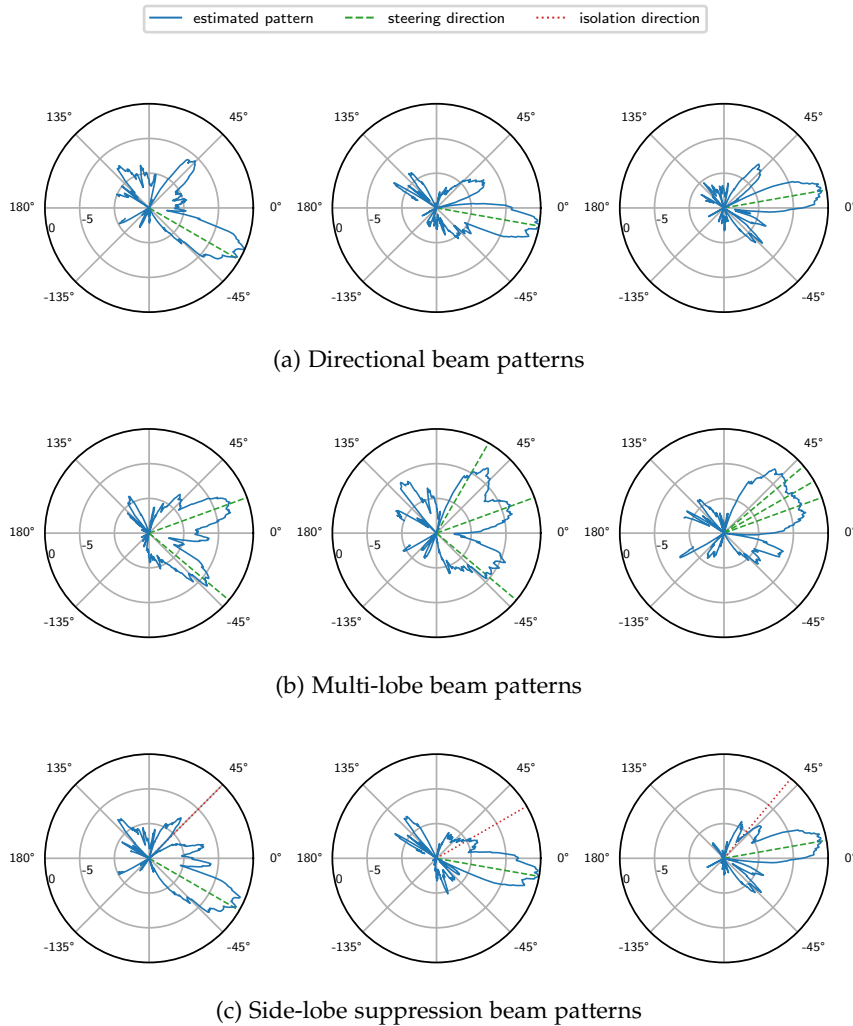 estimated pattern steering direction isolation direction
135° 45° 135° 45° 135° 45°
180° 0 -5 0° 180° 0 -5 0° 180° 0 -5 0°
-135° -45° -135° -45° -135° -45°
(a) Directional beam patterns
135° 45° 135° 45° 135° 45°
180° 0 -5 0° 180° 0 -5 0° 180° 0 -5 0°
-135° -45° -135° -45° -135° -45°
(b) Multi-lobe beam patterns
135° 45° 135° 45° 135° 45°
180° 0 -5 0° 180° 0 -5 0° 180° 0 -5 0°
-135° -45° -135° -45° -135° -45°
(c) Side-lobe suppression beam patterns